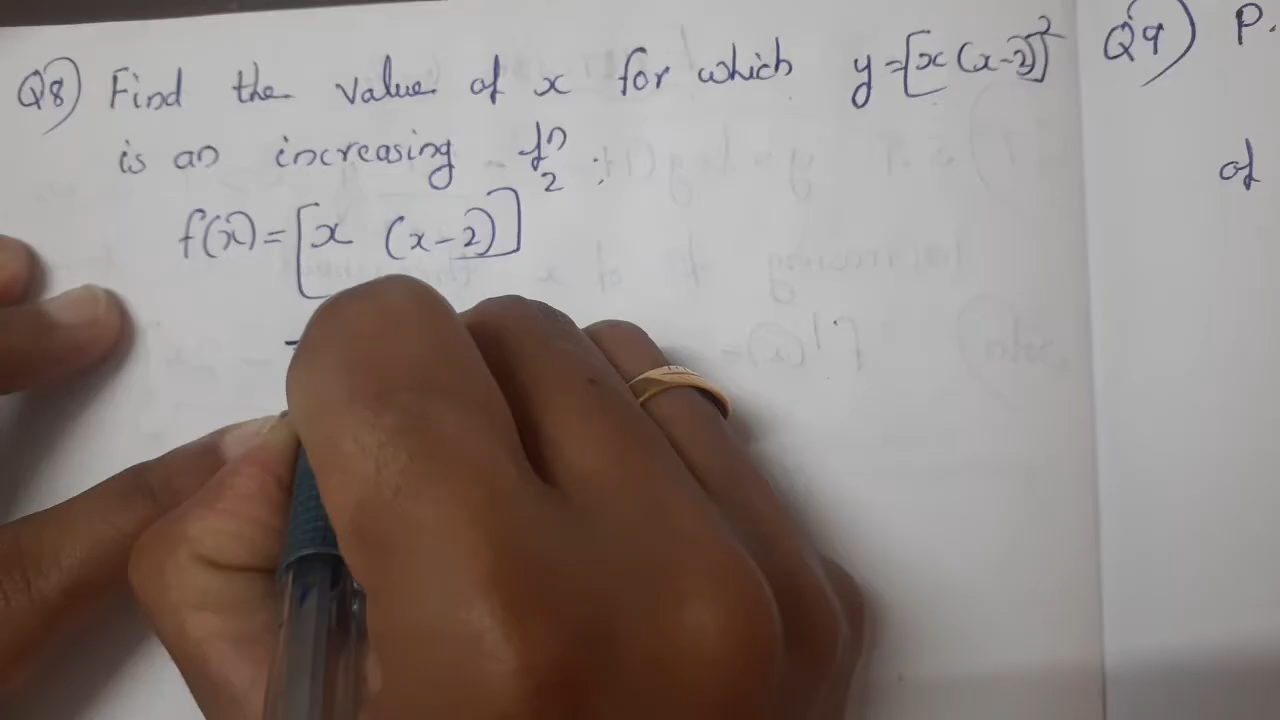 Q8) Find the value of x for which y=[x(x-2)]²
is an increasing fn :
f(x)=[x (x-2)]²
Q9) P.
of